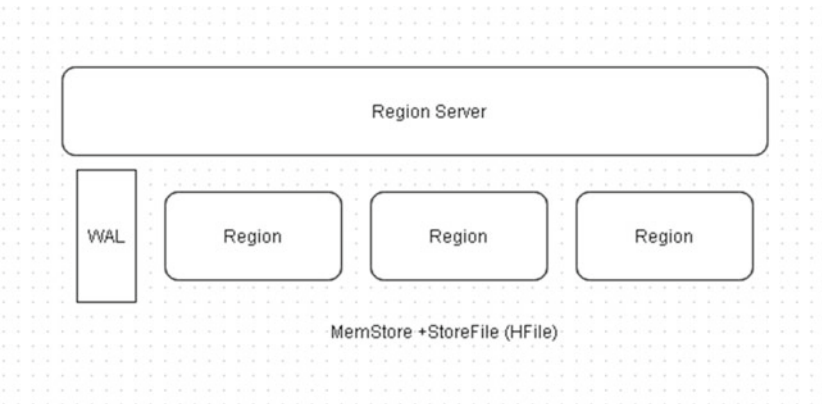 Region Server
WAL
Region
Region
Region
MemStore +StoreFile (HFile)